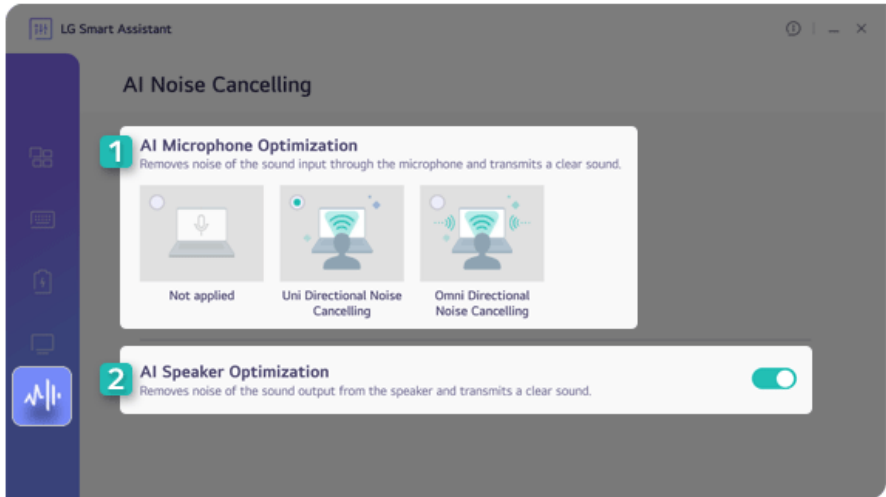 LG Smart Assistant
AI Noise Cancelling
1
AI Microphone Optimization
Removes noise of the sound input through the microphone and transmits a clear sound.
Not applied
Uni Directional Noise
Cancelling
Omni Directional
Noise Cancelling
2
AI Speaker Optimization
Removes noise of the sound output from the speaker and transmits a clear sound.